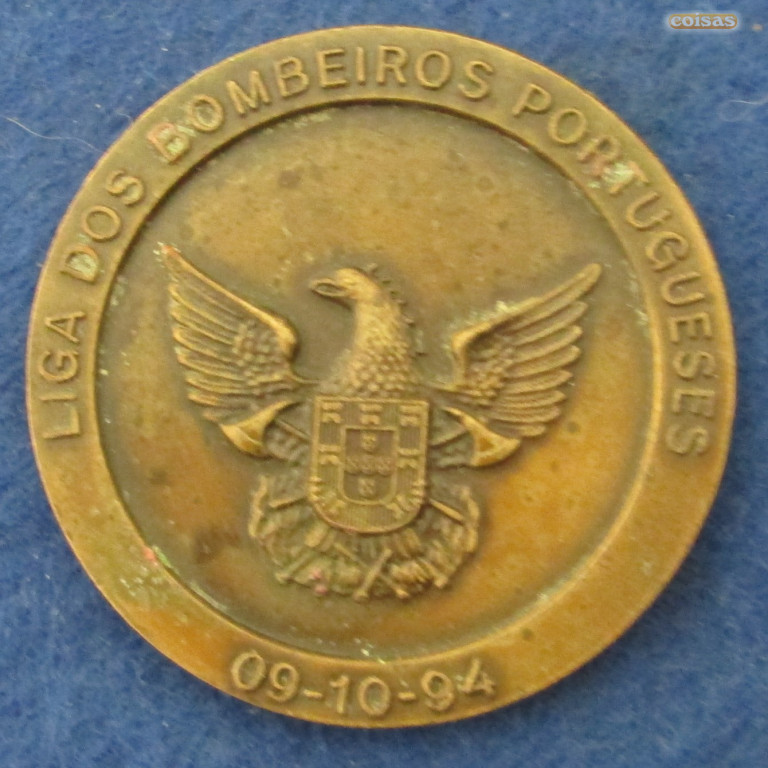 coisas
LIGA DOS BOMBEIROS PORTUGUESES
09-10-94